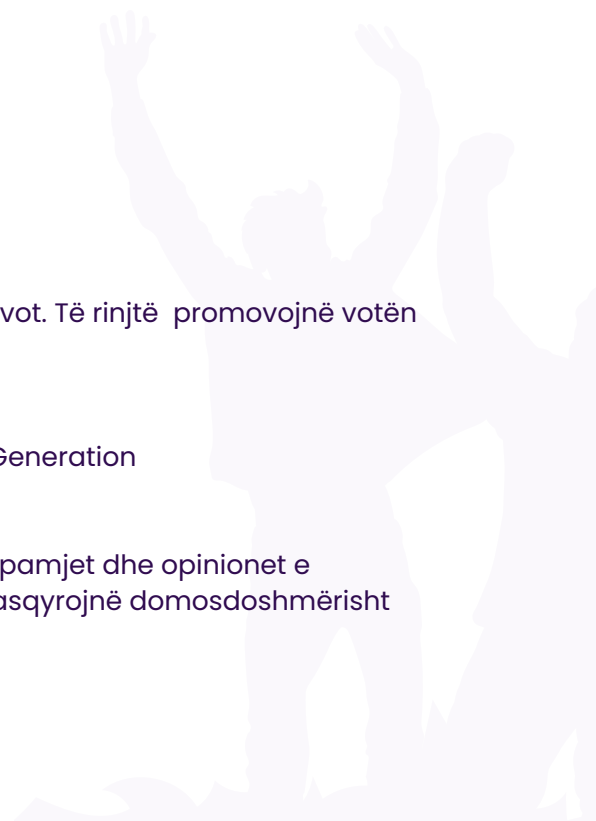 vot. Të rinjtë promovojnë votën
Generation
pamjet dhe opinionet e
asqyrojnë domosdoshmërisht